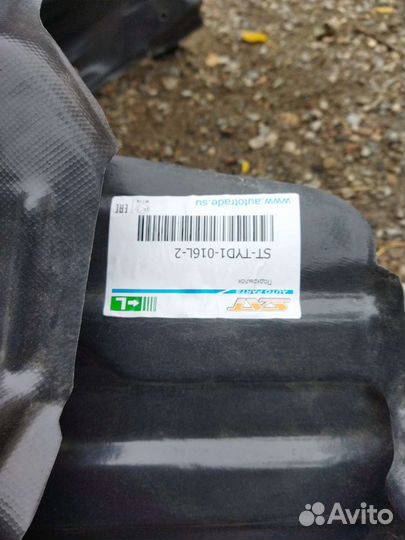 SAT
AUTO PARTS
Подкрылок
ST-TYD1-016L-2
www.autotrade.su
EAC
L
Avito